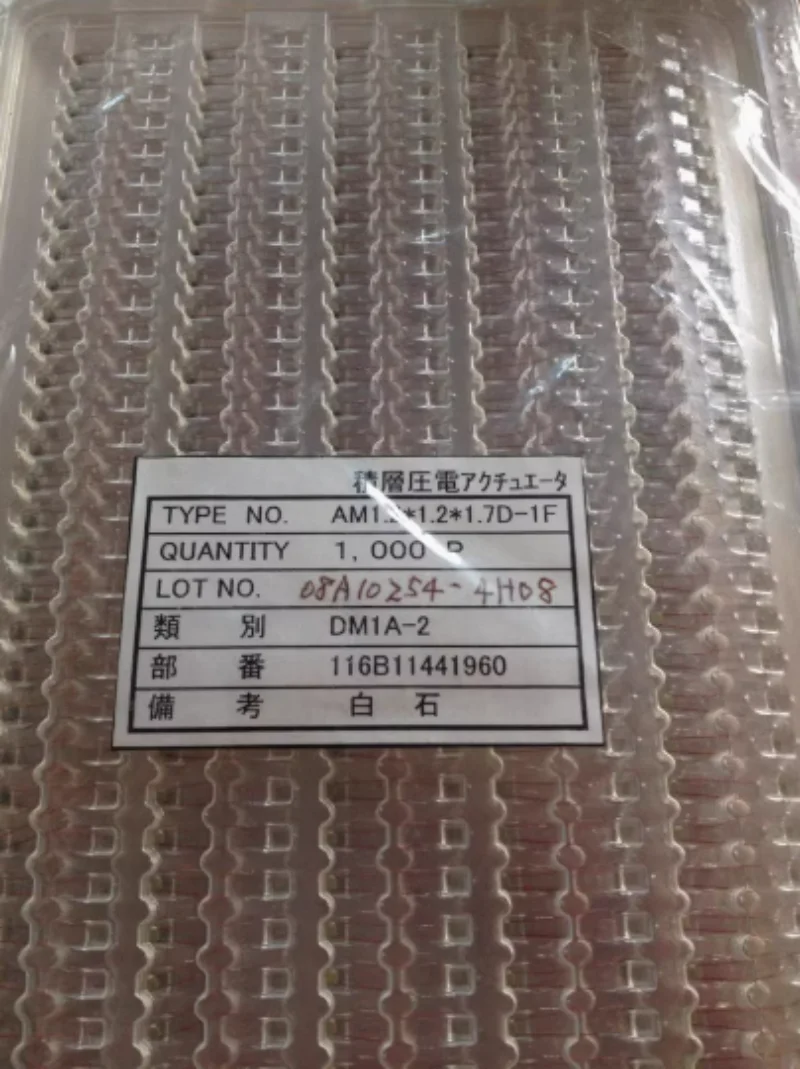 積層圧電アクチュエータ
TYPE NO. AM1.2*1.2*1.7D-1F
QUANTITY 1,000 P
LOT NO. 08A10254-4H08
類 別 DM1A-2
部 番 116B11441960
備 考 白 石